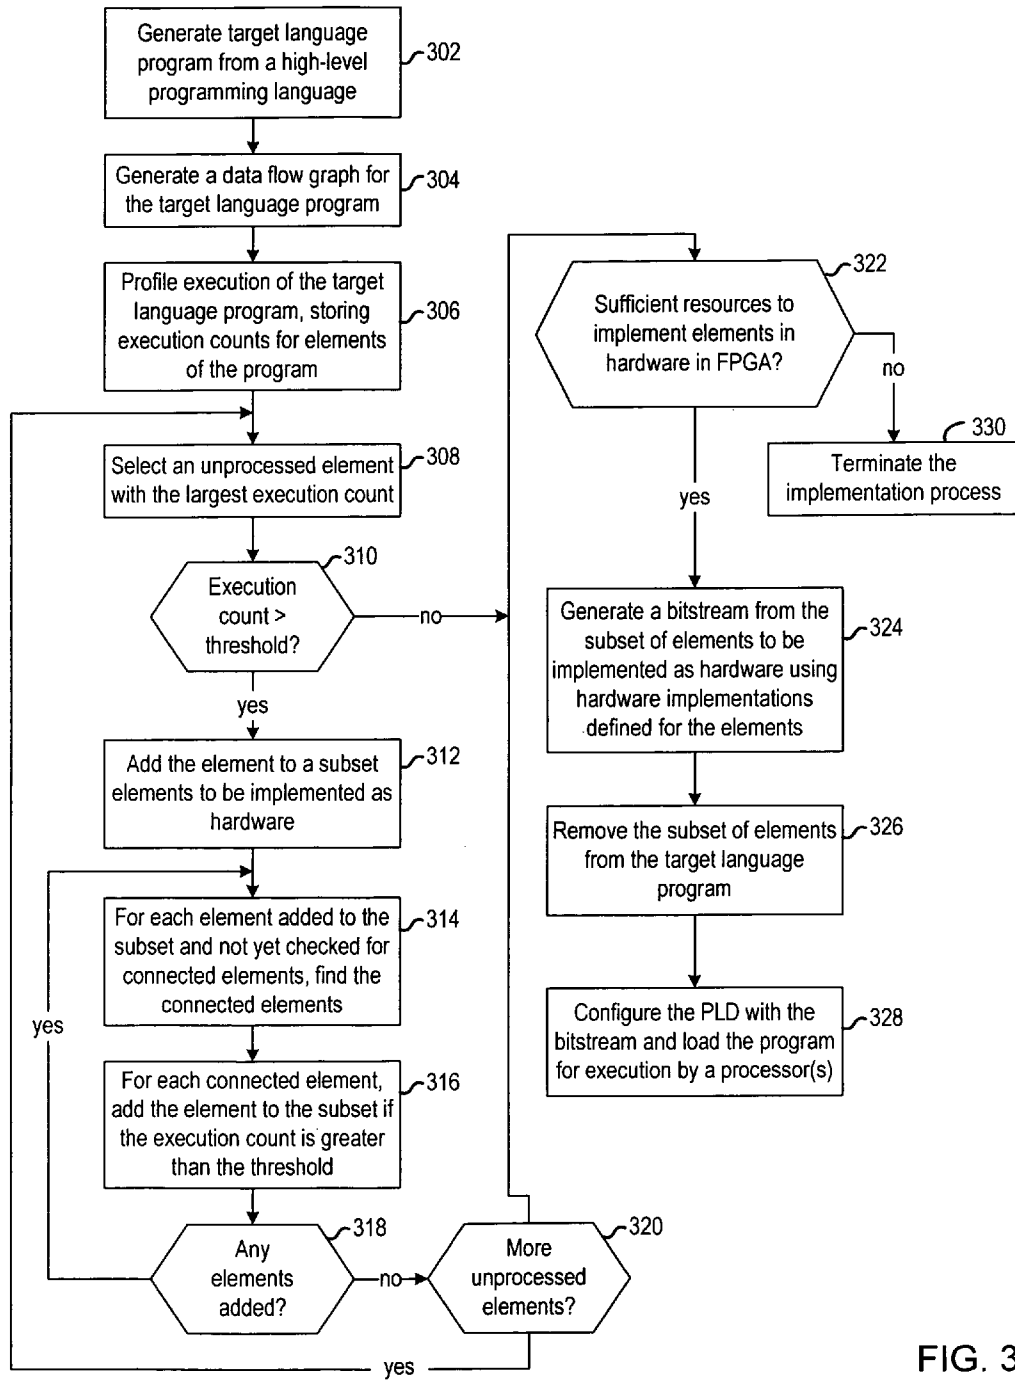 Generate target language
program from a high-level
programming language
302
Generate a data flow graph for
the target language program
304
Profile execution of the target
language program, storing
execution counts for elements
of the program
306
Select an unprocessed element
with the largest execution count
308
310
Execution
count >
threshold?
no
yes
Add the element to a subset
elements to be implemented as
hardware
312
For each element added to the
subset and not yet checked for
connected elements, find the
connected elements
314
yes
For each connected element,
add the element to the subset if
the execution count is greater
than the threshold
316
318
Any
elements
added?
no
320
More
unprocessed
elements?
yes
322
Sufficient resources to
implement elements in
hardware in FPGA?
no
330
Terminate the
implementation process
yes
Generate a bitstream from the
subset of elements to be
implemented as hardware using
hardware implementations
defined for the elements
324
Remove the subset of elements
from the target language
program
326
Configure the PLD with the
bitstream and load the program
for execution by a processor(s)
328
FIG. 3